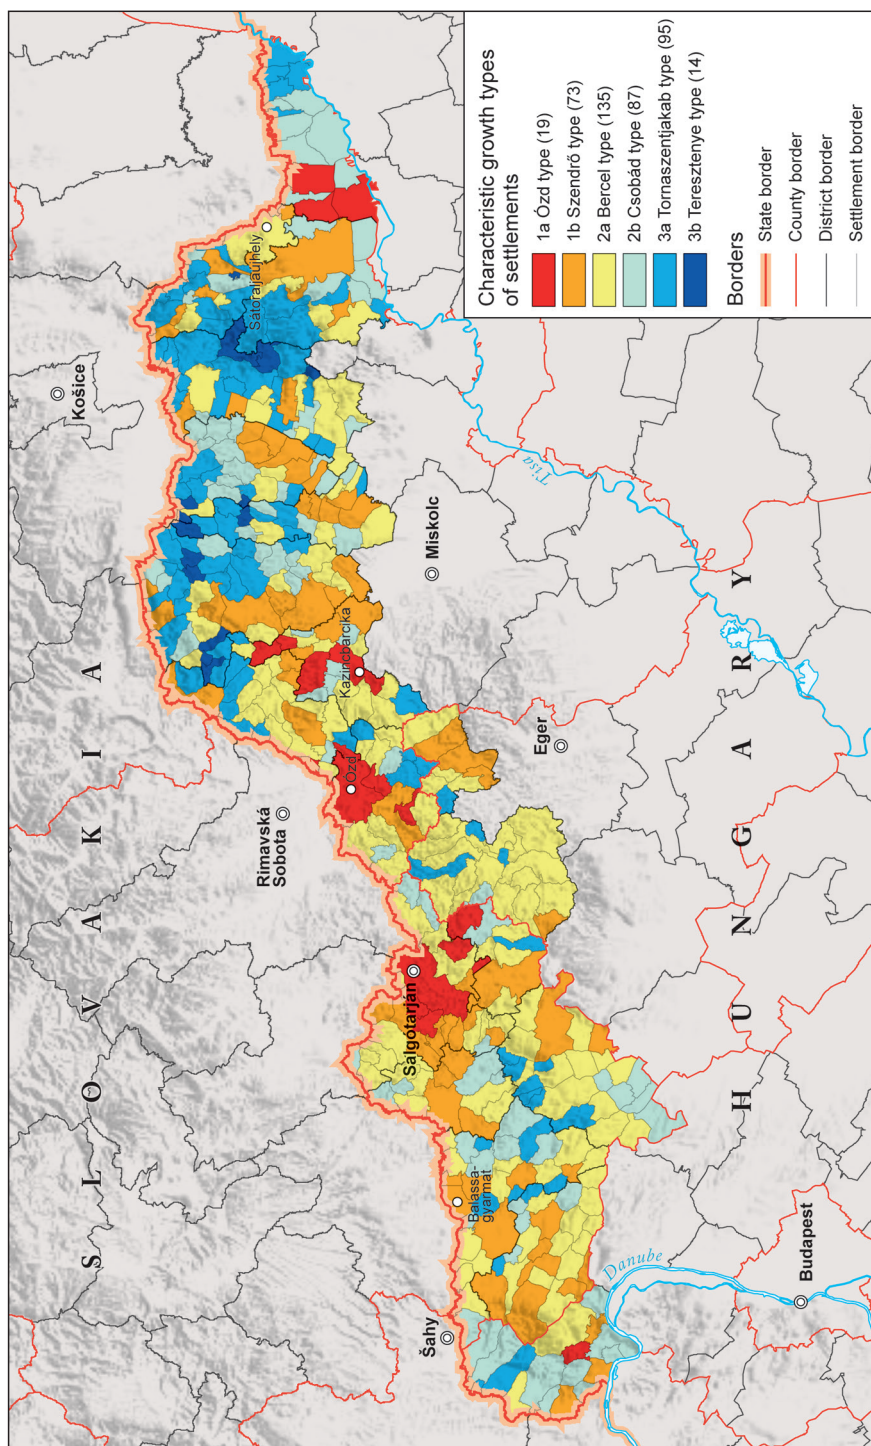 S L O V A K I A
H U N G A R Y
Košice
Sátoraljaújhely
Miskolc
Kazincbarcika
Rimavská
Sobota
Ózd
Eger
Salgótarján
Balassa-
gyarmat
Šahy
Budapest
Danube
Tisa
Characteristic growth types
of settlements
1a Ózd type (19)
1b Szendrő type (73)
2a Bercel type (135)
2b Csobád type (87)
3a Tornaszentjakab type (95)
3b Teresztenye type (14)
Borders
State border
County border
District border
Settlement border